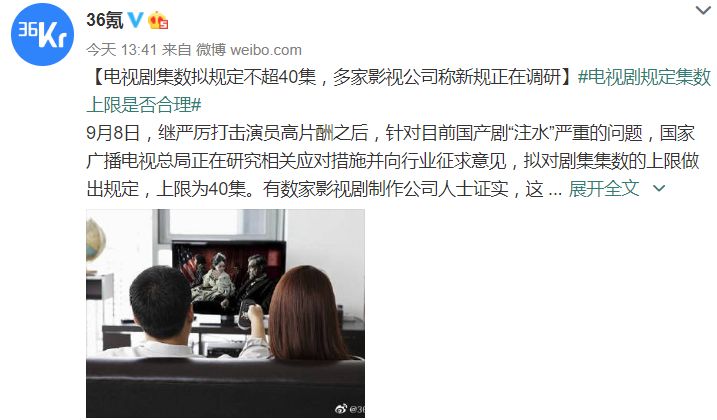 36Kr
36氪
今天 13:41 来自 微博 weibo.com
【电视剧集数拟规定不超40集，多家影视公司称新规正在调研】#电视剧规定集数
上限是否合理#
9月8日，继严厉打击演员高片酬之后，针对目前国产剧“注水”严重的问题，国家
广播电视总局正在研究相关应对措施并向行业征求意见，拟对剧集集数的上限做
出规定，上限为40集。有数家影视剧制作公司人士证实，这 ... 展开全文